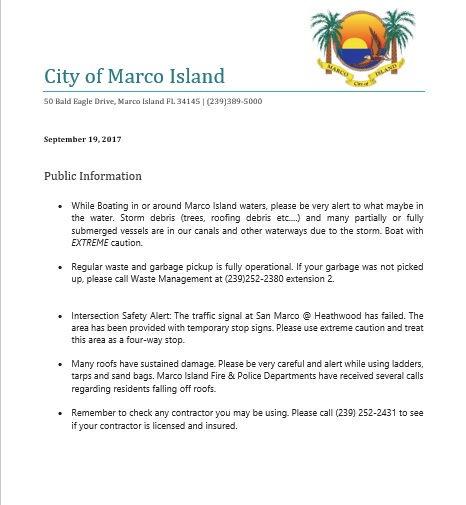 City of Marco Island
MARCO ISLAND
City of
50 Bald Eagle Drive, Marco Island FL 34145 | (239)389-5000
September 19, 2017
Public Information
• While Boating in or around Marco Island waters, please be very alert to what maybe in
the water. Storm debris (trees, roofing debris etc....) and many partially or fully
submerged vessels are in our canals and other waterways due to the storm. Boat with
EXTREME caution.
• Regular waste and garbage pickup is fully operational. If your garbage was not picked
up, please call Waste Management at (239)252-2380 extension 2.
• Intersection Safety Alert: The traffic signal at San Marco @ Heathwood has failed. The
area has been provided with temporary stop signs. Please use extreme caution and treat
this area as a four-way stop.
• Many roofs have sustained damage. Please be very careful and alert while using ladders,
tarps and sand bags. Marco Island Fire & Police Departments have received several calls
regarding residents falling off roofs.
• Remember to check any contractor you may be using. Please call (239) 252-2431 to see
if your contractor is licensed and insured.